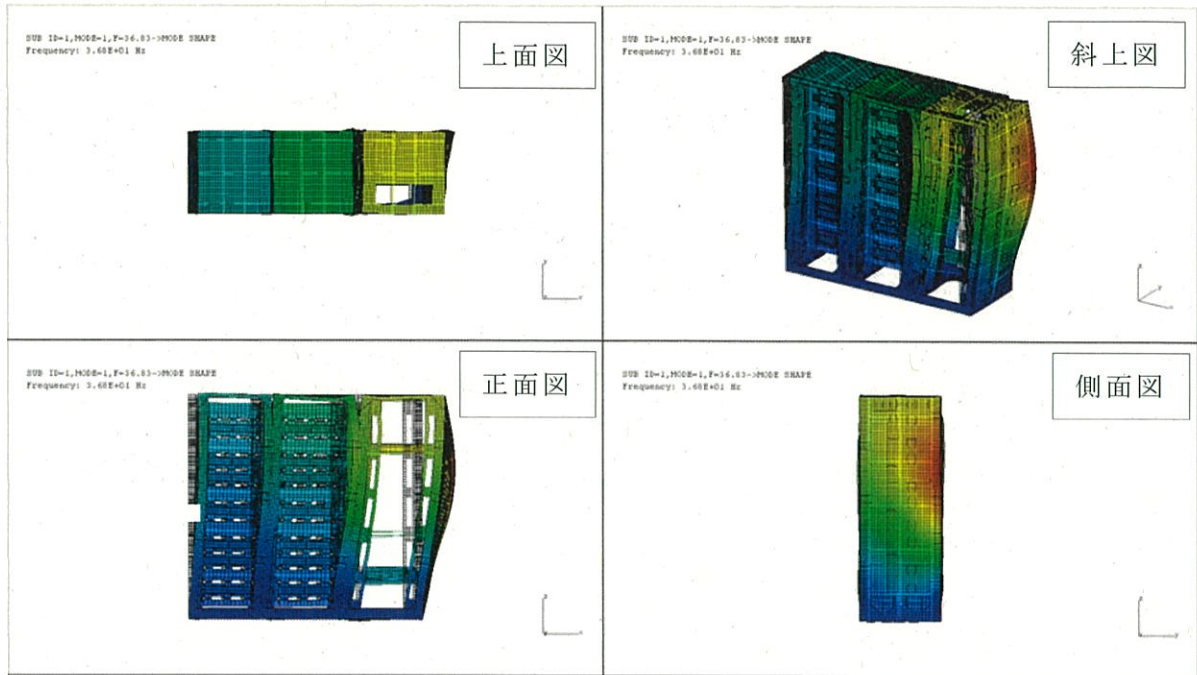 SUB ID=1,MODE=1,F=36.83->MODE SHAPE
Frequency: 3.68E+01 Hz
上面図
SUB ID=1,MODE=1,F=36.83->MODE SHAPE
Frequency: 3.68E+01 Hz
斜上図
SUB ID=1,MODE=1,F=36.83->MODE SHAPE
Frequency: 3.68E+01 Hz
正面図
SUB ID=1,MODE=1,F=36.83->MODE SHAPE
Frequency: 3.68E+01 Hz
側面図